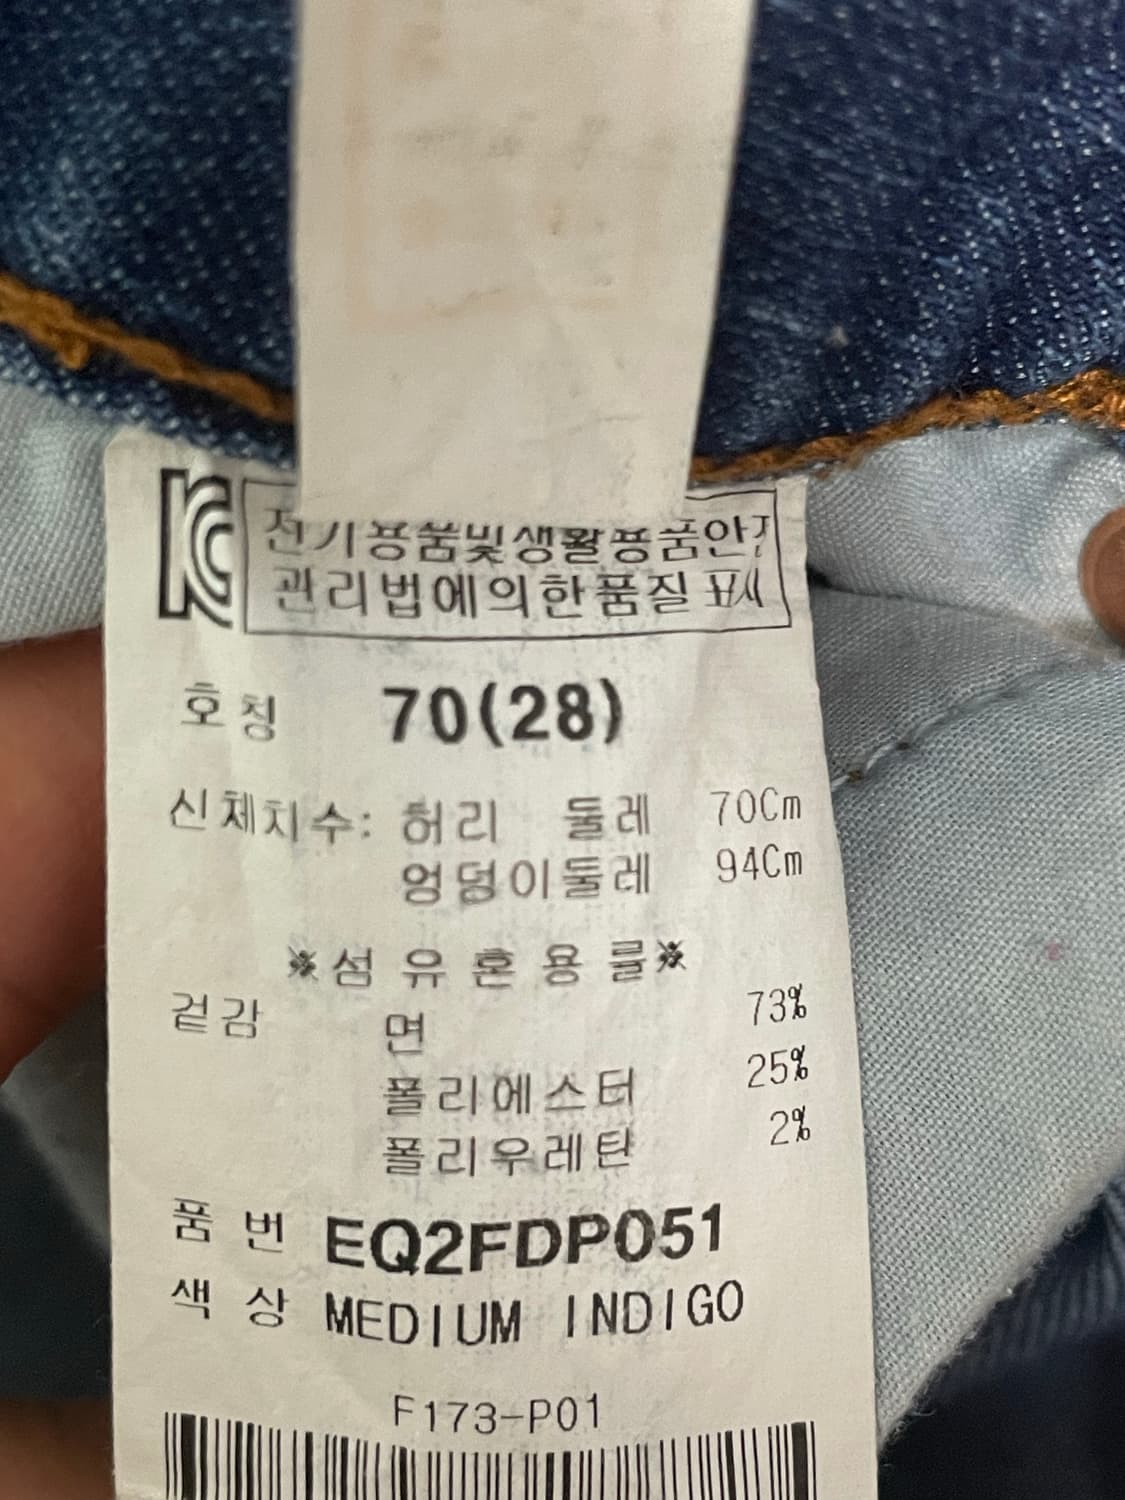 전기용품및생활용품안전
관리법에의한품질표시
호칭 70(28)
신체치수: 허리 둘레 70Cm
엉덩이둘레 94Cm
※섬유혼용률※
겉감 면 73%
폴리에스터 25%
폴리우레탄 2%
품번 EQ2FDP051
색상 MEDIUM INDIGO
F173-P01